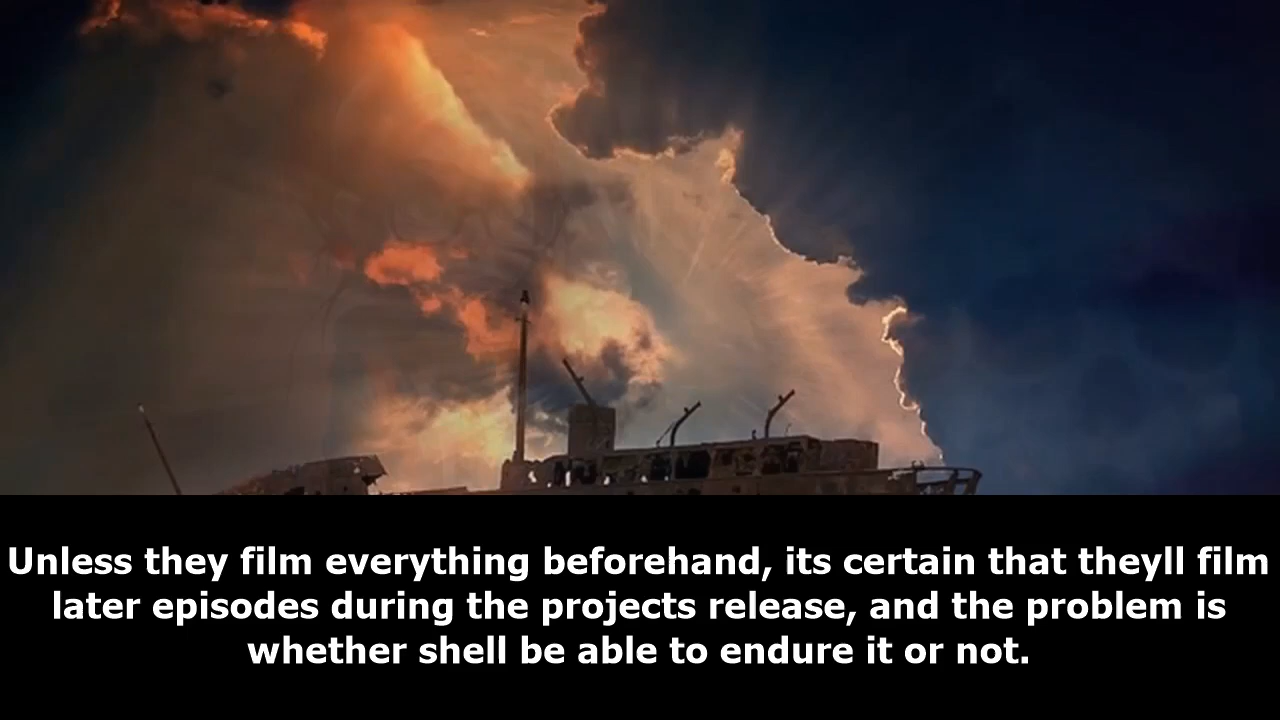 Unless they film everything beforehand, its certain that theyll film
later episodes during the projects release, and the problem is
whether shell be able to endure it or not.